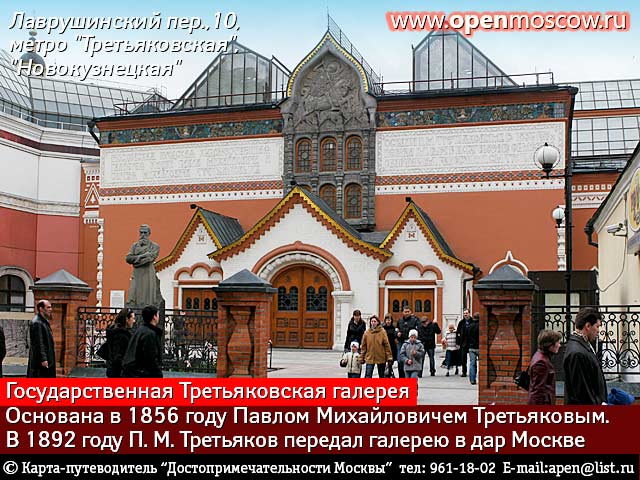 Лаврушинский пер.,10,
www.openmoscow.ru
метро "Третьяковская",
"Новокузнецкая"
Государственная Третьяковская галерея
Основана в 1856 году Павлом Михайловичем Третьяковым.
В 1892 году П. М. Третьяков передал галерею в дар Москве
© Карта-путеводитель “Достопримечательности Москвы” тел: 961-18-02 E-mail:apen@list.ru